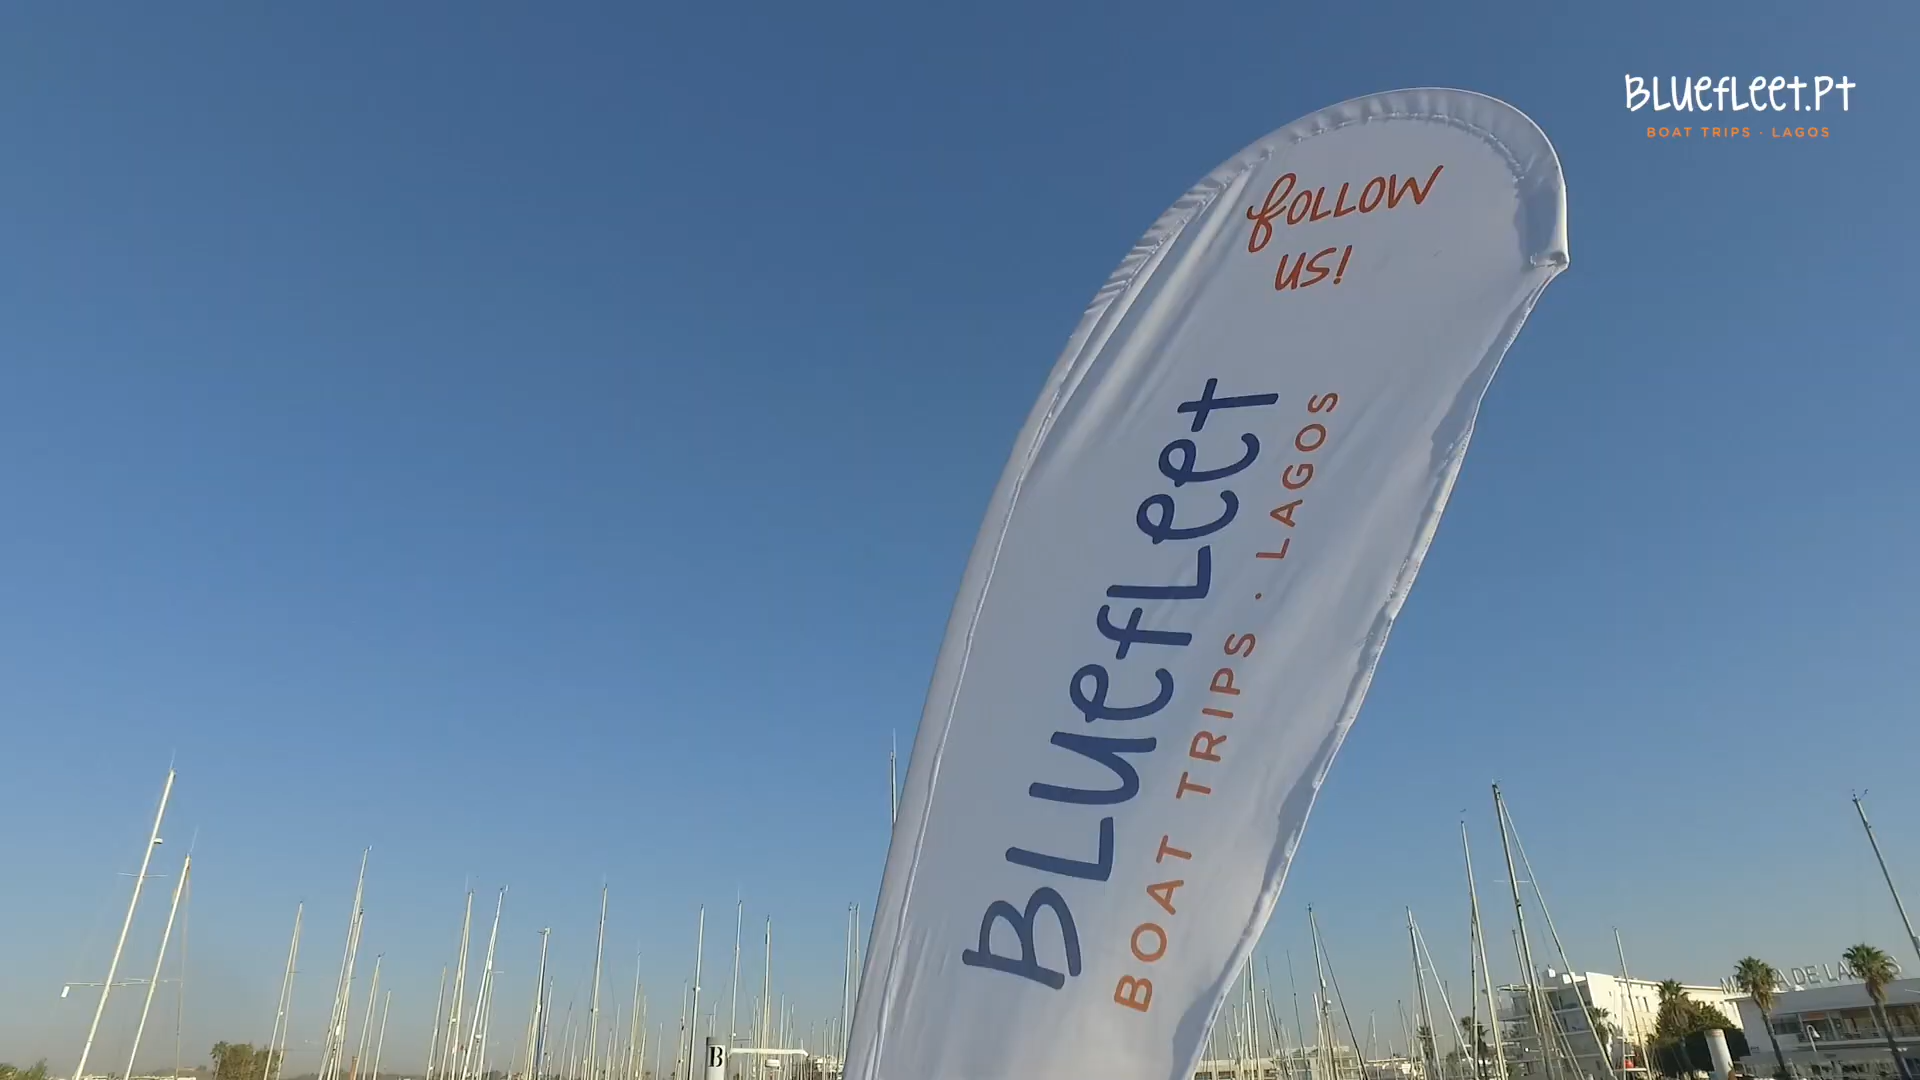 BLUEFLEET.PT
BOAT TRIPS · LAGOS
FOLLOW
US!
BLUEFLEET
BOAT TRIPS · LAGOS
B